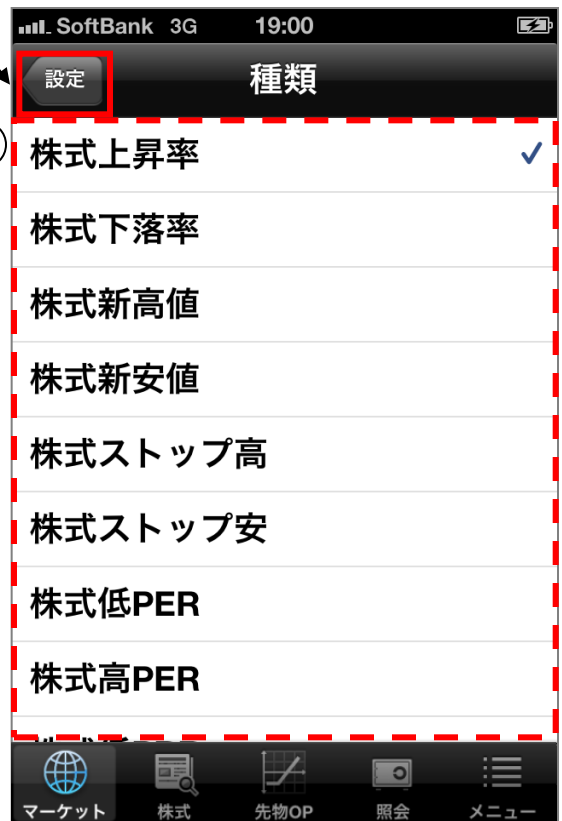 SoftBank 3G 19:00
設定 種類
株式上昇率
株式下落率
株式新高値
株式新安値
株式ストップ高
株式ストップ安
株式低PER
株式高PER
マーケット 株式 先物OP 照会 メニュー